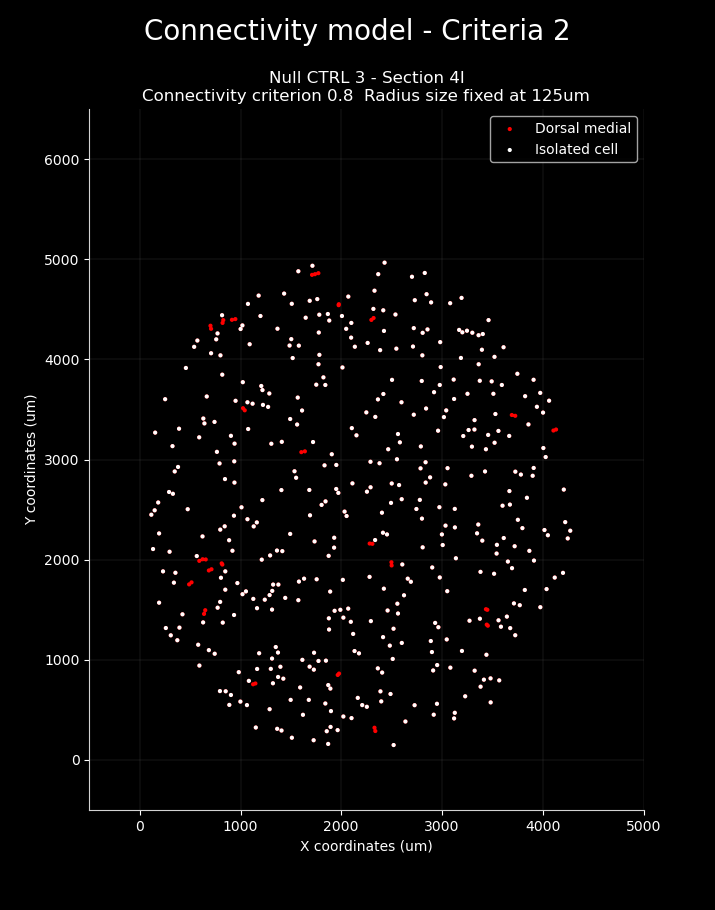 Connectivity model - Criteria 2
Null CTRL 3 - Section 4I
Connectivity criterion 0.8  Radius size fixed at 125um
Dorsal medial
Isolated cell
6000
5000
4000
3000
2000
1000
0
Y coordinates (um)
0 1000 2000 3000 4000 5000
X coordinates (um)